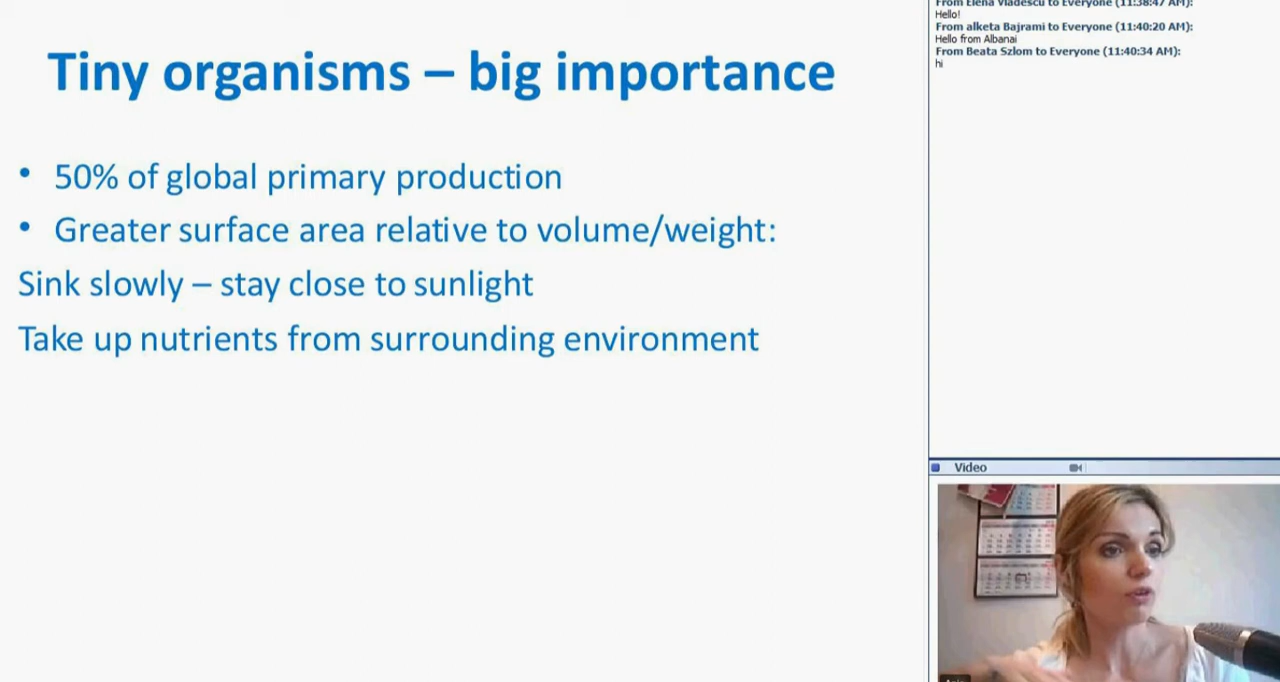 Tiny organisms – big importance
• 50% of global primary production
• Greater surface area relative to volume/weight:
Sink slowly – stay close to sunlight
Take up nutrients from surrounding environment
From Elena Vladescu to Everyone (11:38:47 AM):
Hello!
From alketa Bajrami to Everyone (11:40:20 AM):
Hello from Albanai
From Beata Szlom to Everyone (11:40:34 AM):
hi
Video